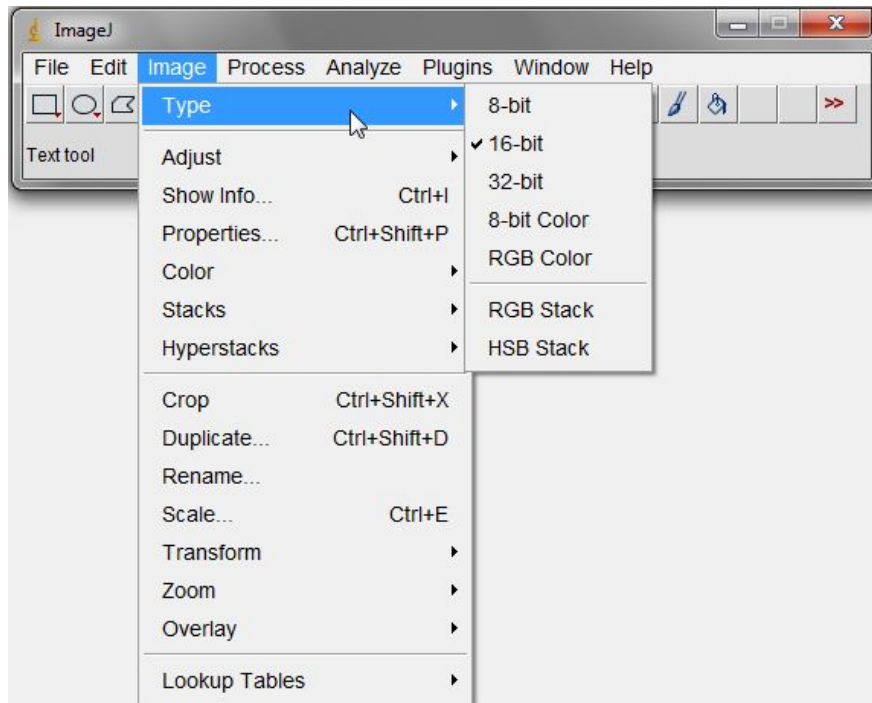 ImageJ
File Edit Image Process Analyze Plugins Window Help
>>
Text tool
Type
Adjust
Show Info... Ctrl+I
Properties... Ctrl+Shift+P
Color
Stacks
Hyperstacks
Crop Ctrl+Shift+X
Duplicate... Ctrl+Shift+D
Rename...
Scale... Ctrl+E
Transform
Zoom
Overlay
Lookup Tables
8-bit
16-bit
32-bit
8-bit Color
RGB Color
RGB Stack
HSB Stack